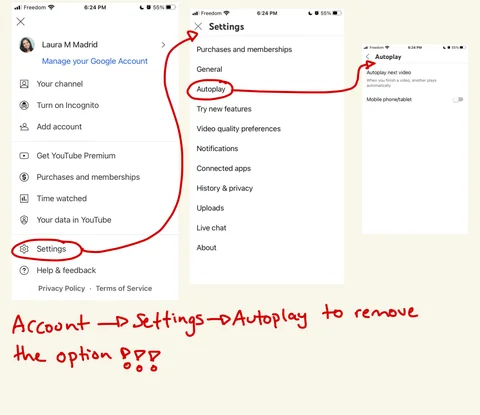 Freedom 6:24 PM 55%
Laura M Madrid
Manage your Google Account
Your channel
Turn on Incognito
Add account
Get YouTube Premium
Purchases and memberships
Time watched
Your data in YouTube
Settings
Help & feedback
Privacy Policy · Terms of Service
Freedom 6:24 PM 55%
Settings
Purchases and memberships
General
Autoplay
Try new features
Video quality preferences
Notifications
Connected apps
History & privacy
Uploads
Live chat
About
Freedom 6:24 PM 55%
Autoplay
Autoplay next video
When you finish a video, another plays
automatically
Mobile phone/tablet
Account → Settings → Autoplay to remove
the option !!!